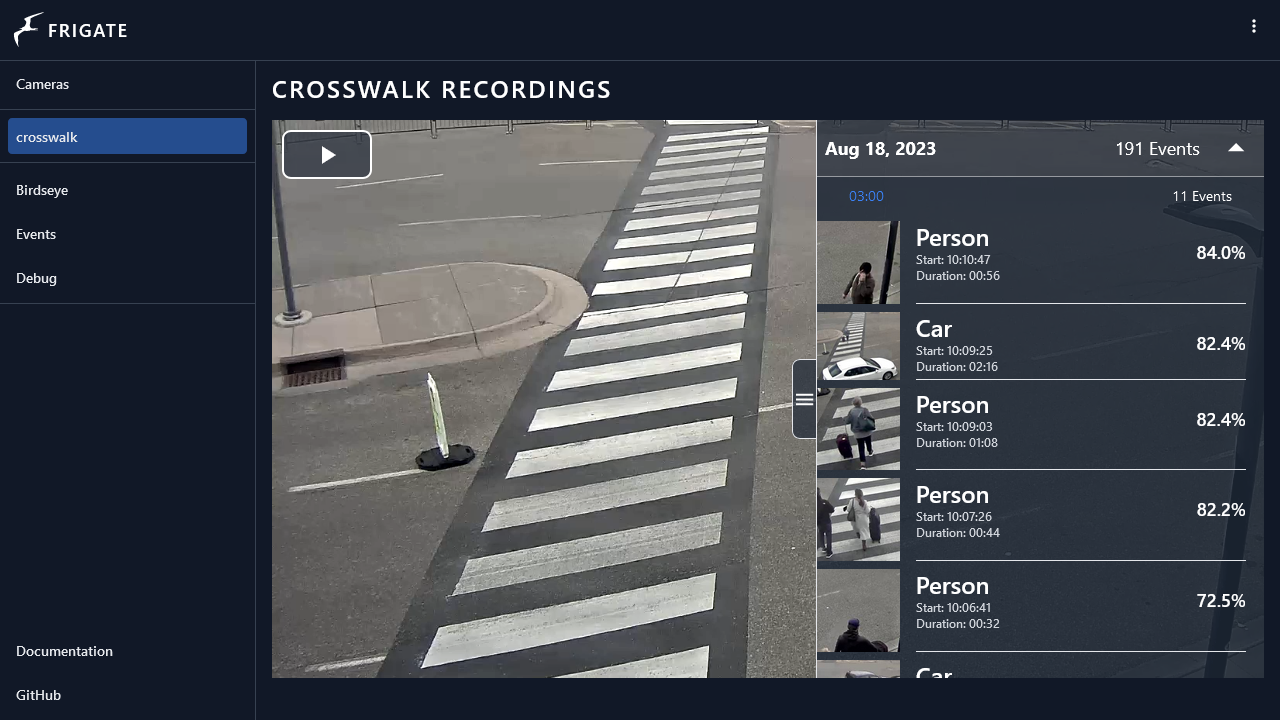 FRIGATE
Cameras
crosswalk
Birdseye
Events
Debug
Documentation
GitHub
CROSSWALK RECORDINGS
Aug 18, 2023 191 Events
03:00 11 Events
Person
Start: 10:10:47
Duration: 00:56
84.0%
Car
Start: 10:09:25
Duration: 02:16
82.4%
Person
Start: 10:09:03
Duration: 01:08
82.4%
Person
Start: 10:07:26
Duration: 00:44
82.2%
Person
Start: 10:06:41
Duration: 00:32
72.5%
Car